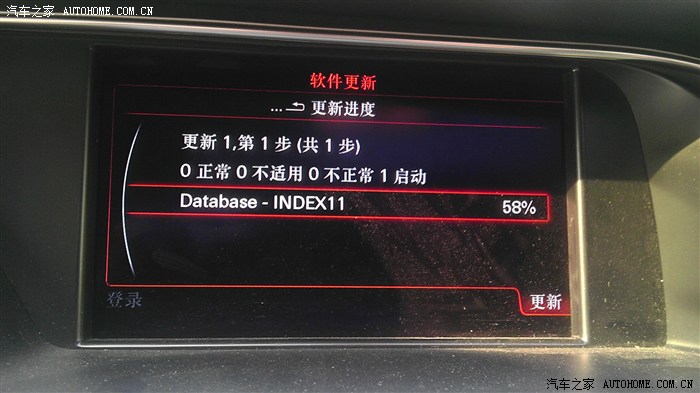 汽车之家 AUTOHOME.COM.CN
软件更新
... 更新进度
更新 1,第 1 步 (共 1 步)
0 正常 0 不适用 0 不正常 1 启动
Database - INDEX11 58%
登录 更新
汽车之家 AUTOHOME.COM.CN